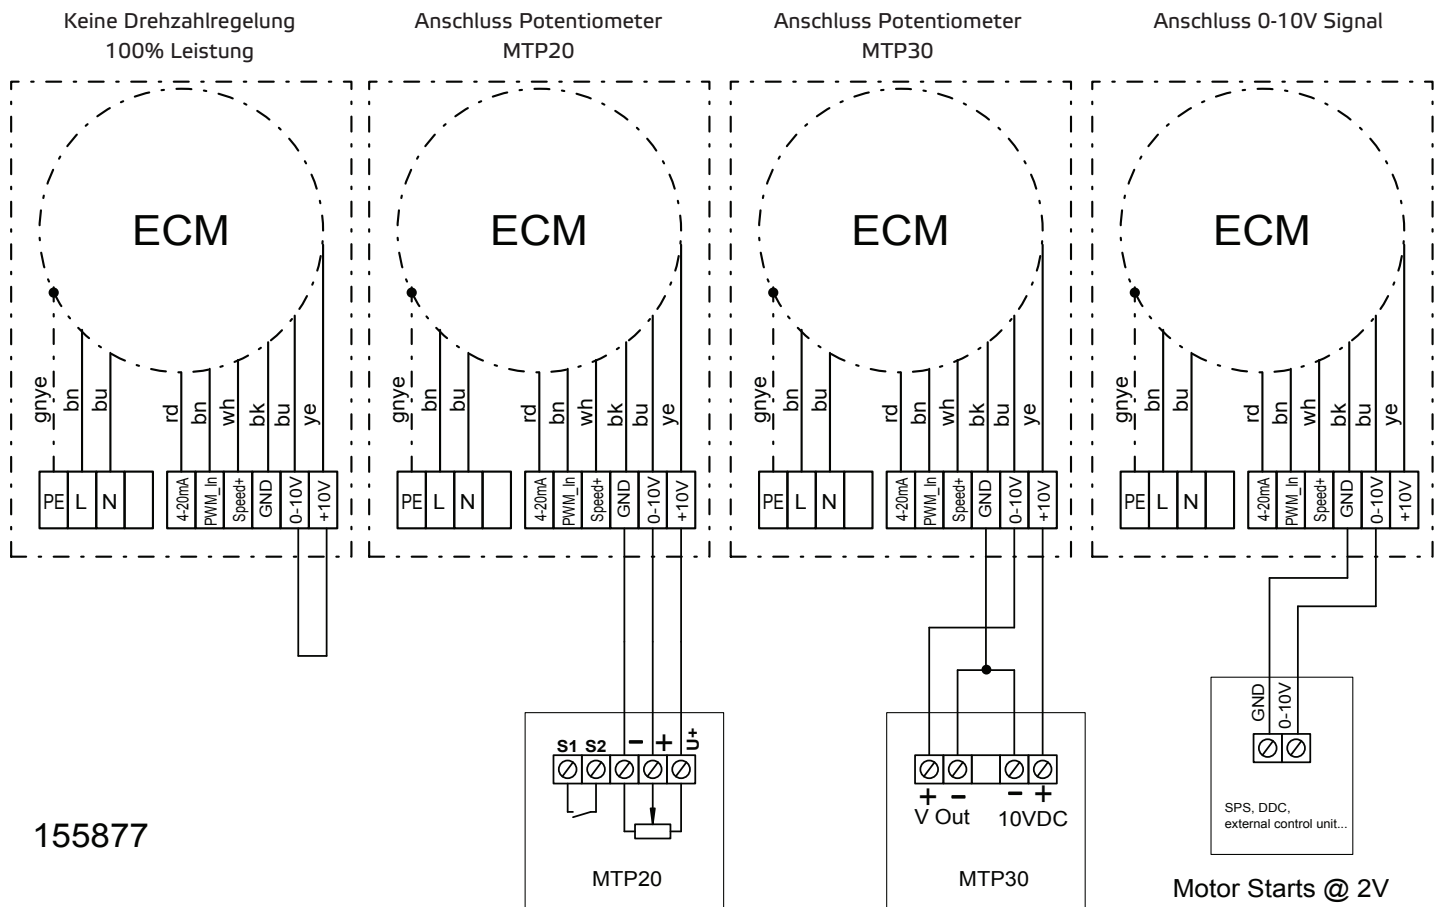 Keine Drehzahlregelung
100% Leistung
Anschluss Potentiometer
MTP20
Anschluss Potentiometer
MTP30
Anschluss 0-10V Signal
ECM
ECM
ECM
ECM
gnye
bn
bu
rd
bn
wh
bk
bu
ye
gnye
bn
bu
rd
bn
wh
bk
bu
ye
gnye
bn
bu
rd
bn
wh
bk
bu
ye
gnye
bn
bu
rd
bn
wh
bk
bu
ye
PE L N
4-20mA
PWM_In
Speed+
GND
0-10V
+10V
PE L N
4-20mA
PWM_In
Speed+
GND
0-10V
+10V
PE L N
4-20mA
PWM_In
Speed+
GND
0-10V
+10V
PE L N
4-20mA
PWM_In
Speed+
GND
0-10V
+10V
S1 S2 - + U+
MTP20
+ - - +
V Out 10VDC
MTP30
GND
0-10V
SPS, DDC,
external control unit...
Motor Starts @ 2V
155877